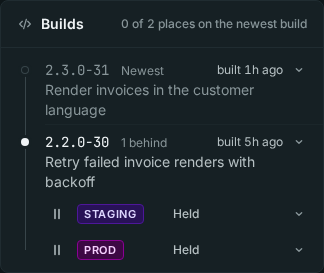 Builds 0 of 2 places on the newest build
2.3.0-31 Newest built 1h ago
Render invoices in the customer
language
2.2.0-30 1 behind built 5h ago
Retry failed invoice renders with
backoff
STAGING Held
PROD Held